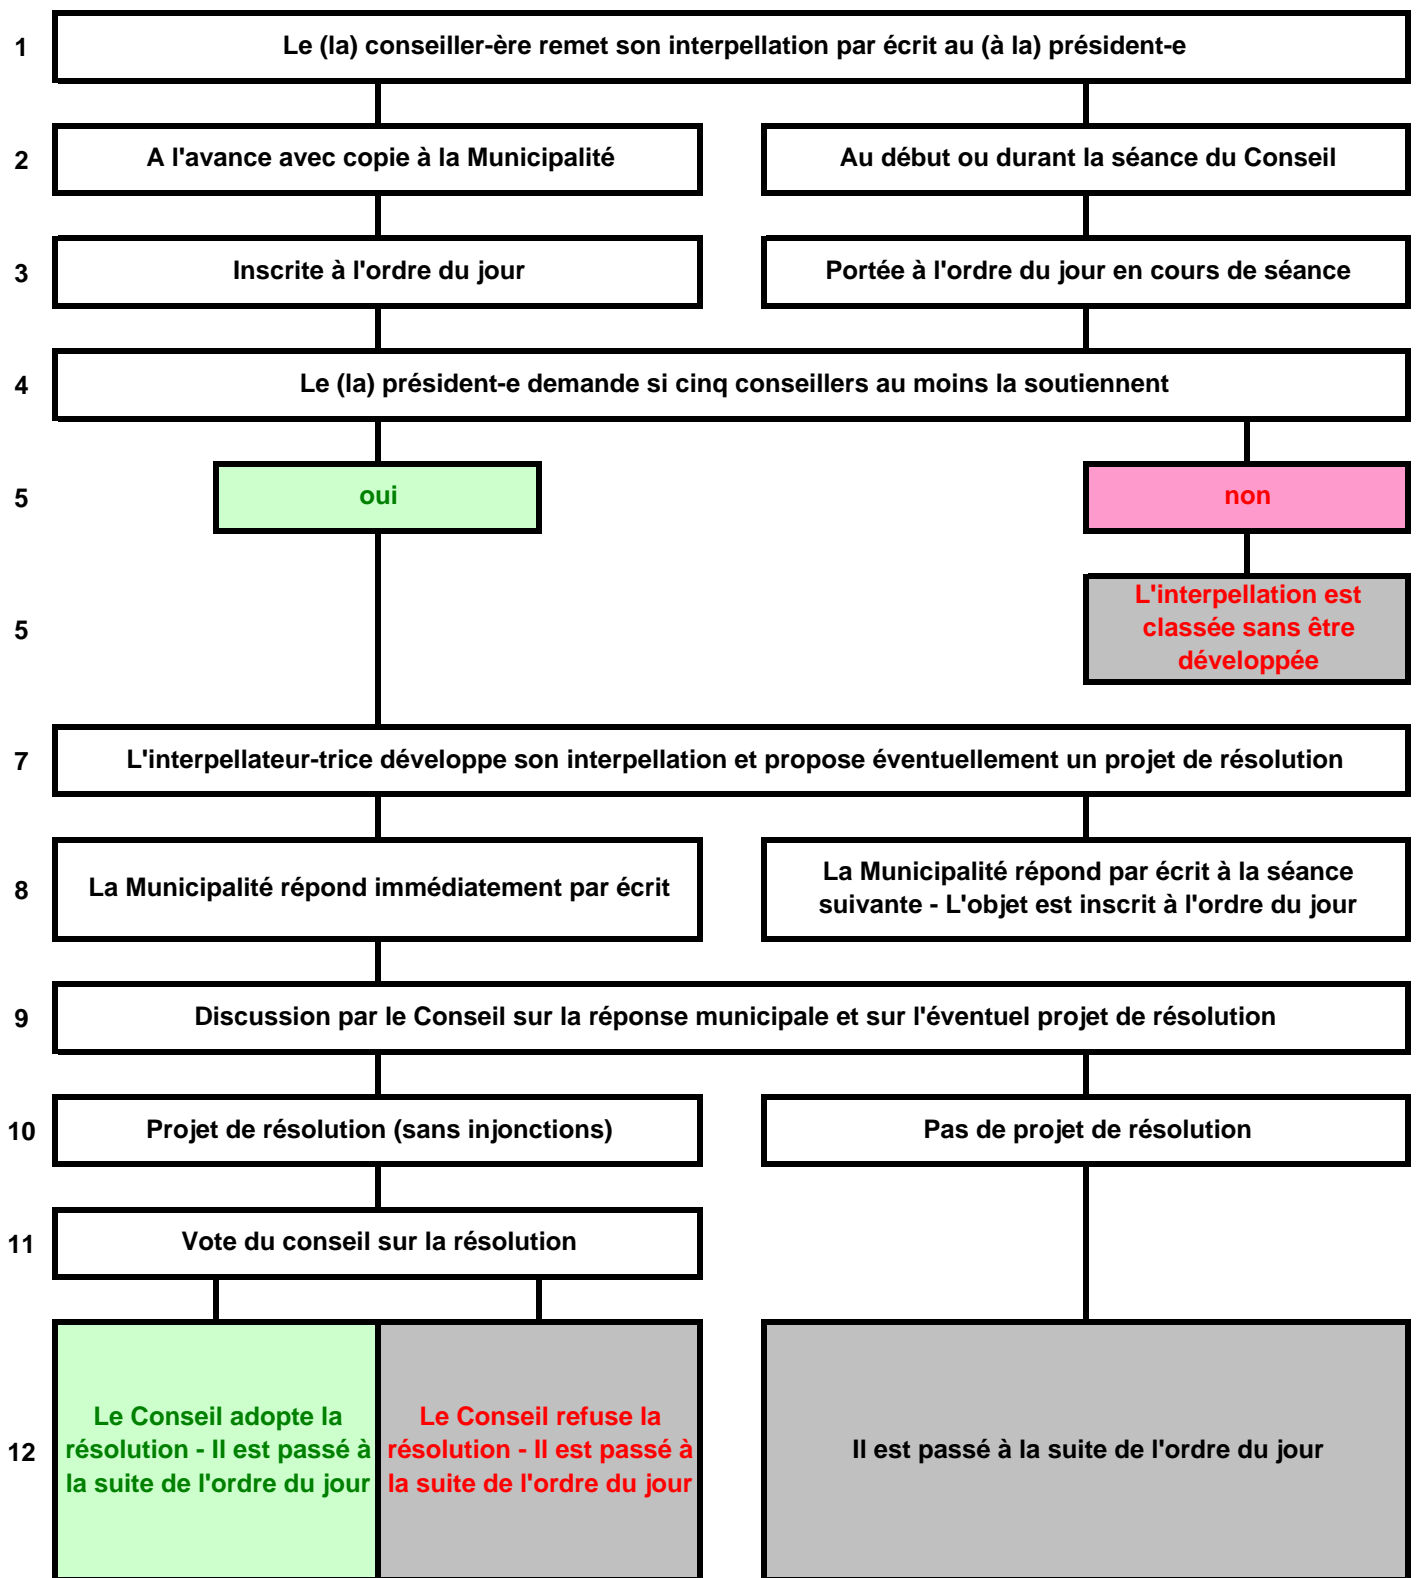 1
Le (la) conseiller-ère remet son interpellation par écrit au (à la) président-e
2
A l'avance avec copie à la Municipalité
Au début ou durant la séance du Conseil
3
Inscrite à l'ordre du jour
Portée à l'ordre du jour en cours de séance
4
Le (la) président-e demande si cinq conseillers au moins la soutiennent
5
oui
non
5
L'interpellation est
classée sans être
développée
7
L'interpellateur-trice développe son interpellation et propose éventuellement un projet de résolution
8
La Municipalité répond immédiatement par écrit
La Municipalité répond par écrit à la séance
suivante - L'objet est inscrit à l'ordre du jour
9
Discussion par le Conseil sur la réponse municipale et sur l'éventuel projet de résolution
10
Projet de résolution (sans injonctions)
Pas de projet de résolution
11
Vote du conseil sur la résolution
12
Le Conseil adopte la
résolution - Il est passé à
la suite de l'ordre du jour
Le Conseil refuse la
résolution - Il est passé à
la suite de l'ordre du jour
Il est passé à la suite de l'ordre du jour